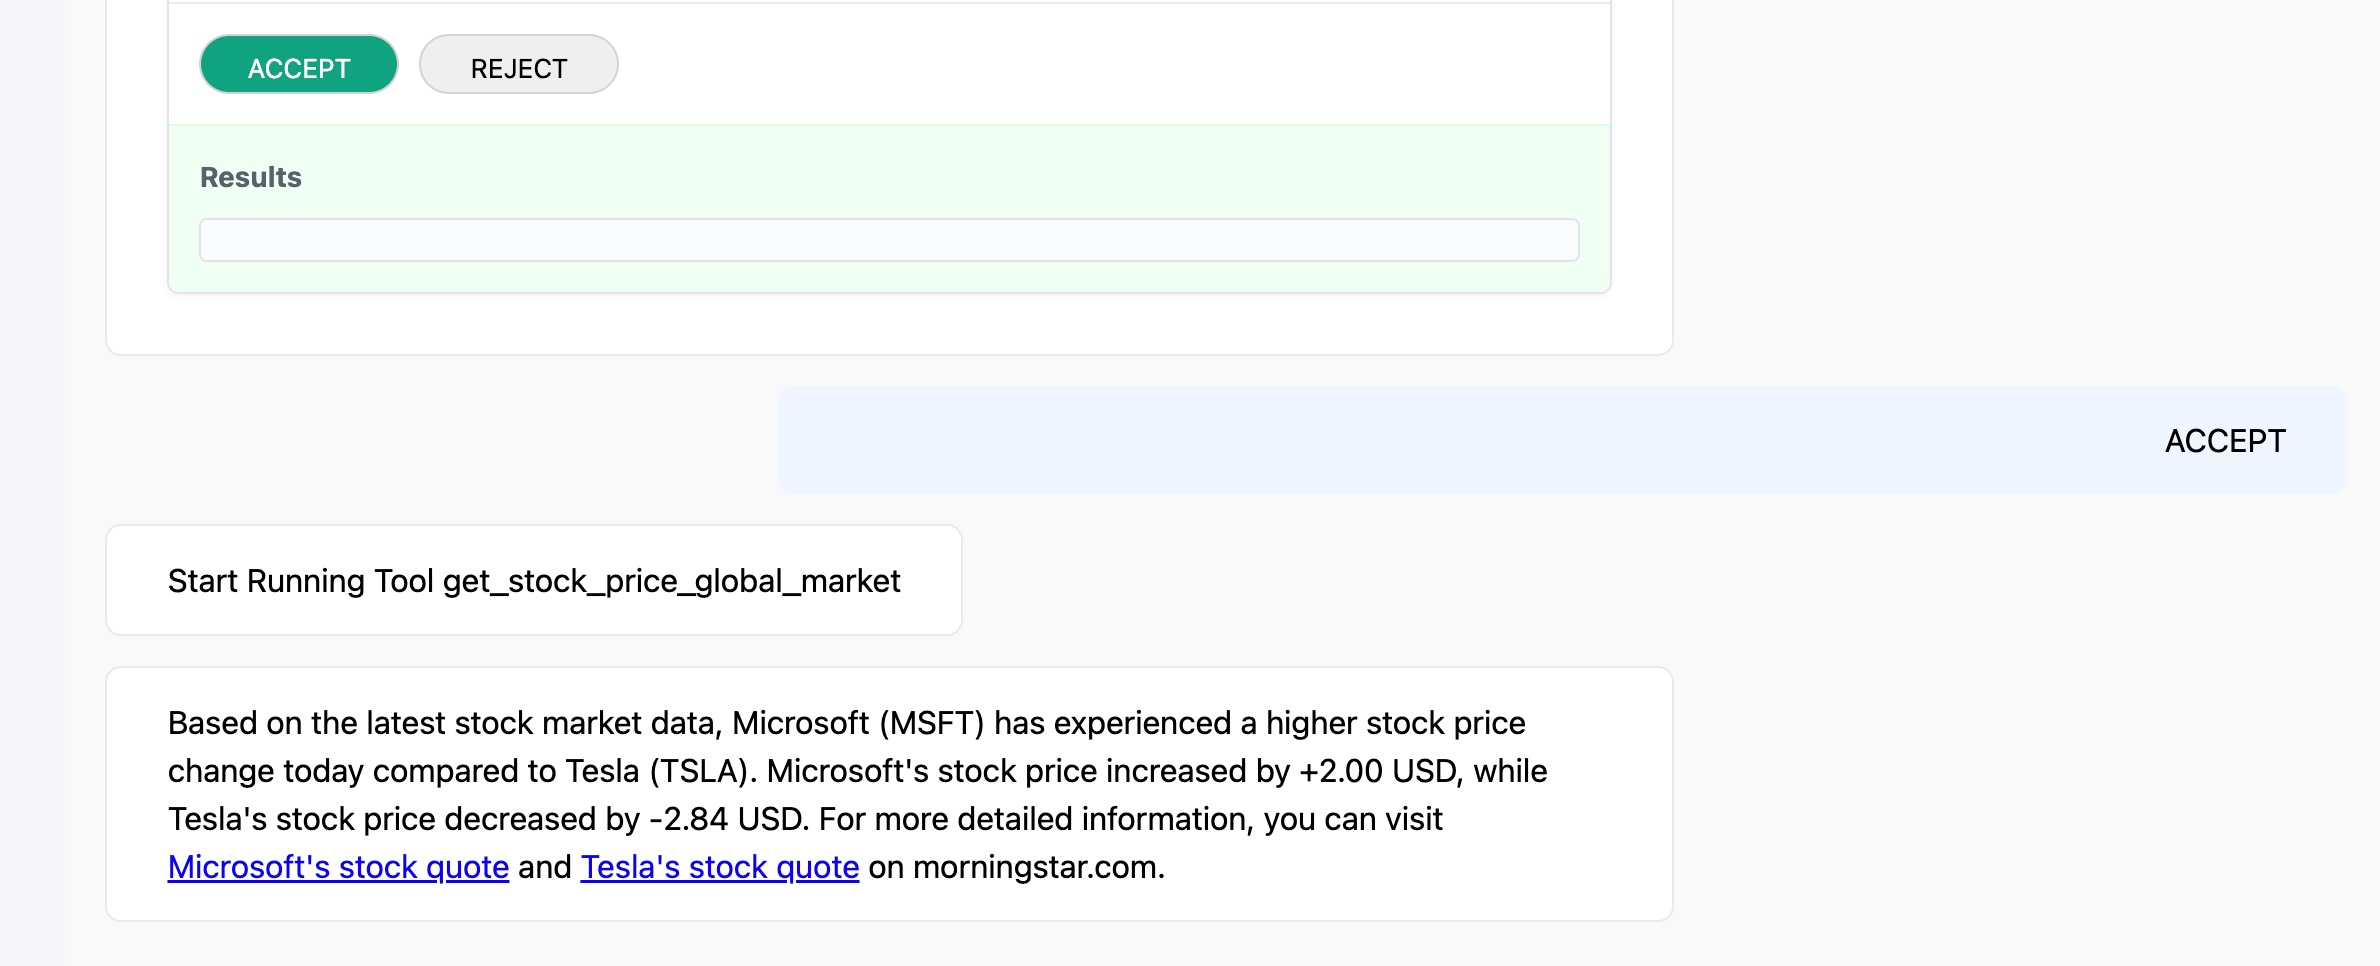 ACCEPT REJECT
Results
ACCEPT
Start Running Tool get_stock_price_global_market
Based on the latest stock market data, Microsoft (MSFT) has experienced a higher stock price
change today compared to Tesla (TSLA). Microsoft's stock price increased by +2.00 USD, while
Tesla's stock price decreased by -2.84 USD. For more detailed information, you can visit
Microsoft's stock quote and Tesla's stock quote on morningstar.com.